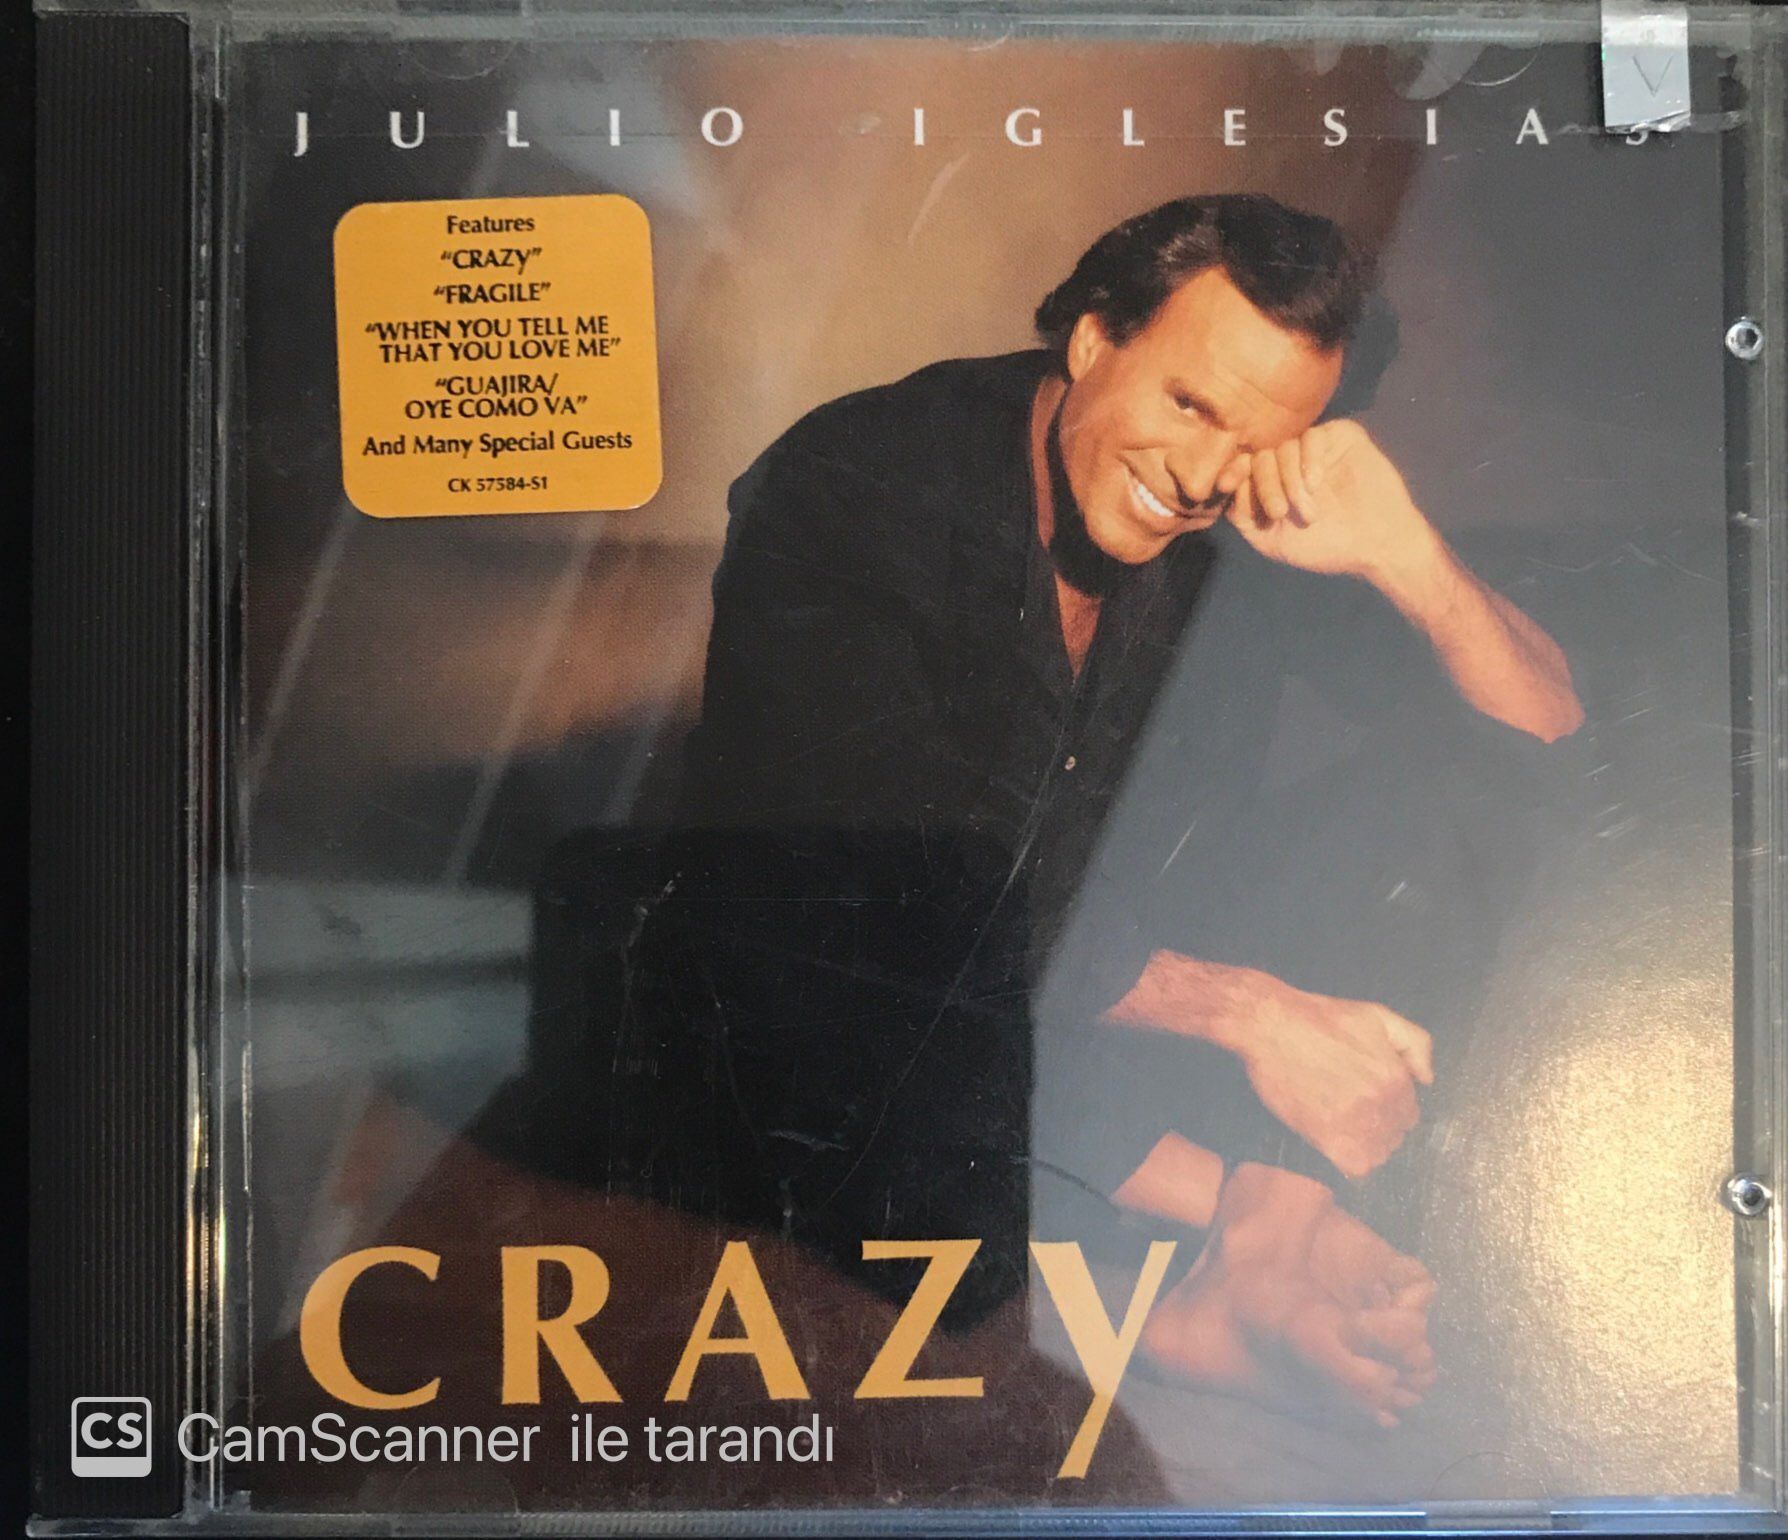 JULIO IGLESIAS
Features
“CRAZY”
“FRAGILE”
“WHEN YOU TELL ME
THAT YOU LOVE ME”
“GUAJIRA/
OYE COMO VA”
And Many Special Guests
CK 57584-S1
CRAZY
CS CamScanner ile tarandı